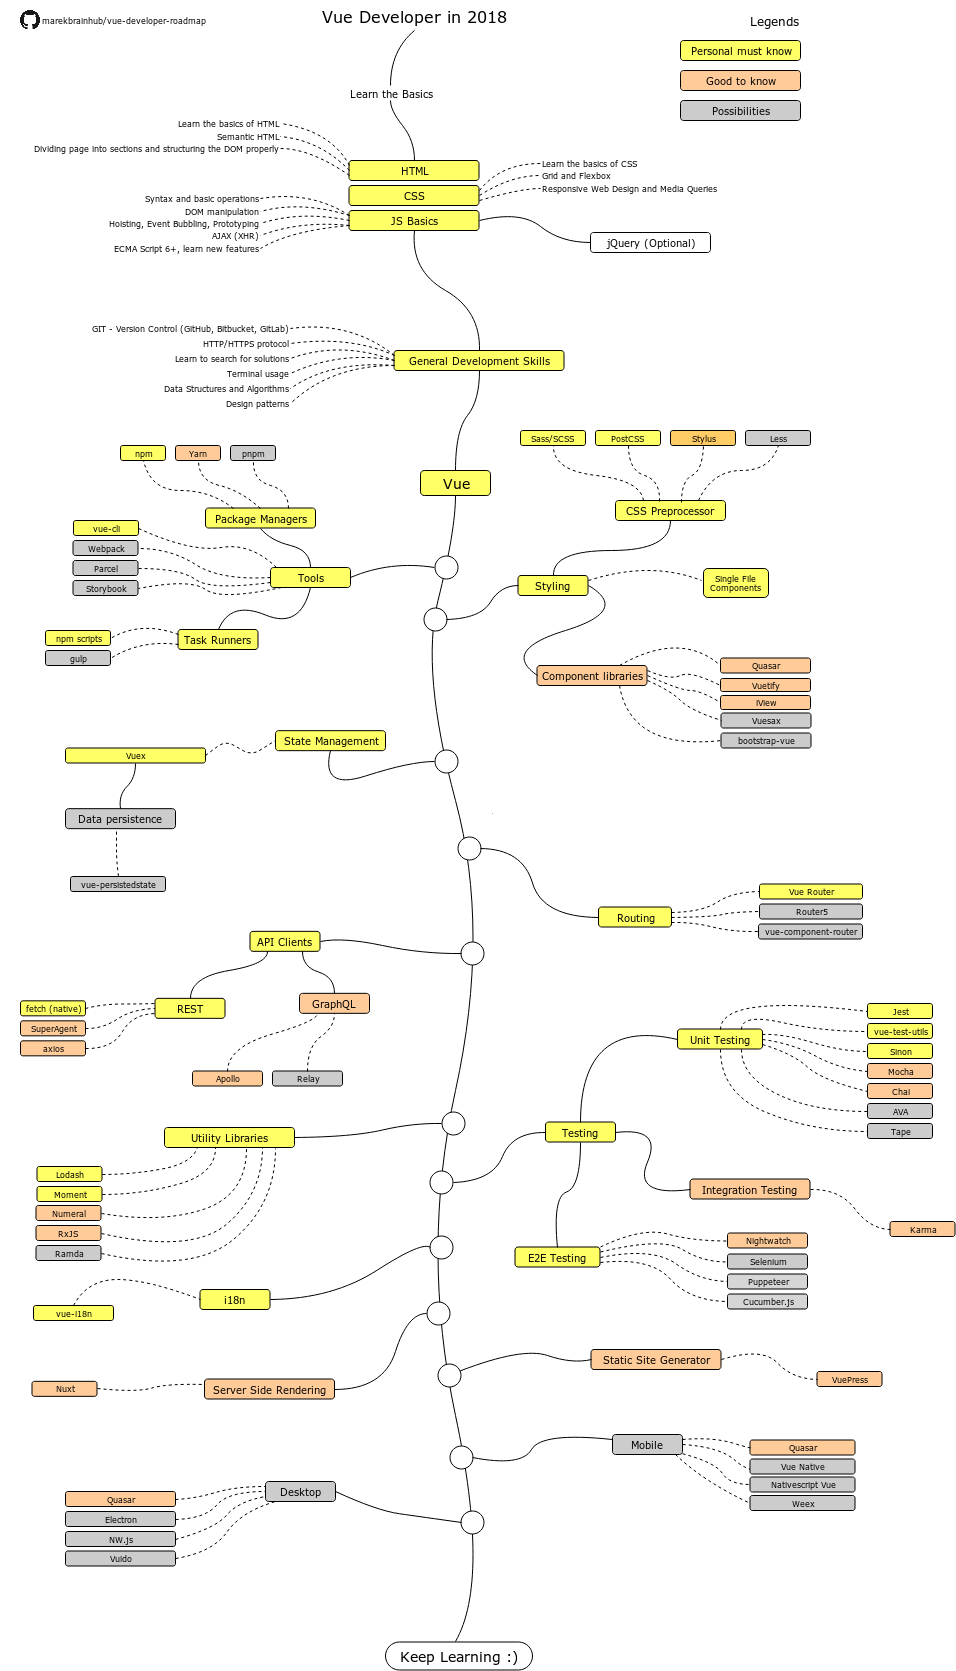 marekbrainhub/vue-developer-roadmap
Vue Developer in 2018
Legends
Personal must know
Good to know
Possibilities
Learn the Basics
Learn the basics of HTML
Semantic HTML
Dividing page into sections and structuring the DOM properly
HTML
CSS
JS Basics
Learn the basics of CSS
Grid and Flexbox
Responsive Web Design and Media Queries
Syntax and basic operations
DOM manipulation
Hoisting, Event Bubbling, Prototyping
AJAX (XHR)
ECMA Script 6+, learn new features
jQuery (Optional)
GIT - Version Control (GitHub, Bitbucket, GitLab)
HTTP/HTTPS protocol
Learn to search for solutions
Terminal usage
Data Structures and Algorithms
Design patterns
General Development Skills
Vue
npm
Yarn
pnpm
Package Managers
vue-cli
Webpack
Parcel
Storybook
Tools
npm scripts
gulp
Task Runners
Sass/SCSS
PostCSS
Stylus
Less
CSS Preprocessor
Styling
Single File
Components
Component libraries
Quasar
Vuetify
iView
Vuesax
bootstrap-vue
State Management
Vuex
Data persistence
vue-persistedstate
Routing
Vue Router
Router5
vue-component-router
API Clients
REST
GraphQL
fetch (native)
SuperAgent
axios
Apollo
Relay
Unit Testing
Jest
vue-test-utils
Sinon
Mocha
Chai
AVA
Tape
Testing
Integration Testing
Karma
E2E Testing
Nightwatch
Selenium
Puppeteer
Cucumber.js
Utility Libraries
Lodash
Moment
Numeral
RxJS
Ramda
i18n
vue-i18n
Server Side Rendering
Nuxt
Static Site Generator
VuePress
Mobile
Quasar
Vue Native
Nativescript Vue
Weex
Desktop
Quasar
Electron
NW.js
Vuido
Keep Learning :)